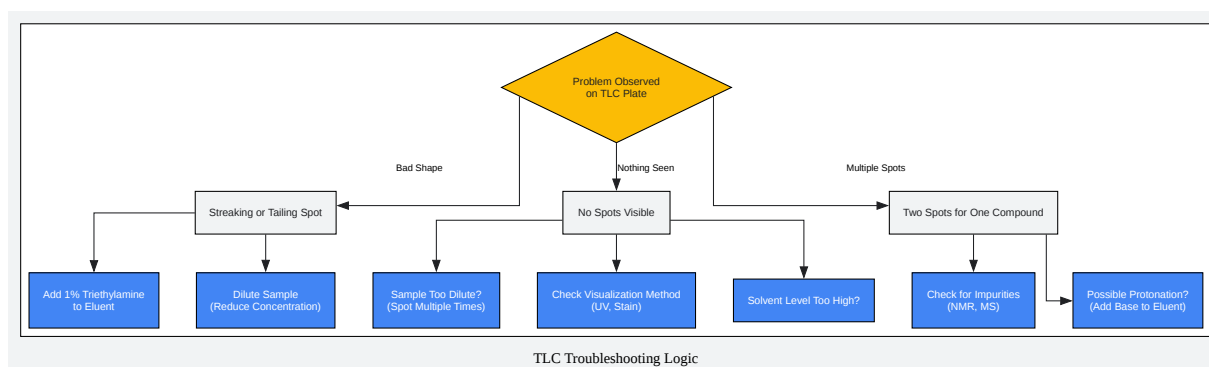 Problem Observed
on TLC Plate
Bad Shape
Nothing Seen
Multiple Spots
Streaking or Tailing Spot
No Spots Visible
Two Spots for One Compound
Add 1% Triethylamine
to Eluent
Dilute Sample
(Reduce Concentration)
Sample Too Dilute?
(Spot Multiple Times)
Check Visualization Method
(UV, Stain)
Solvent Level Too High?
Check for Impurities
(NMR, MS)
Possible Protonation?
(Add Base to Eluent)
TLC Troubleshooting Logic